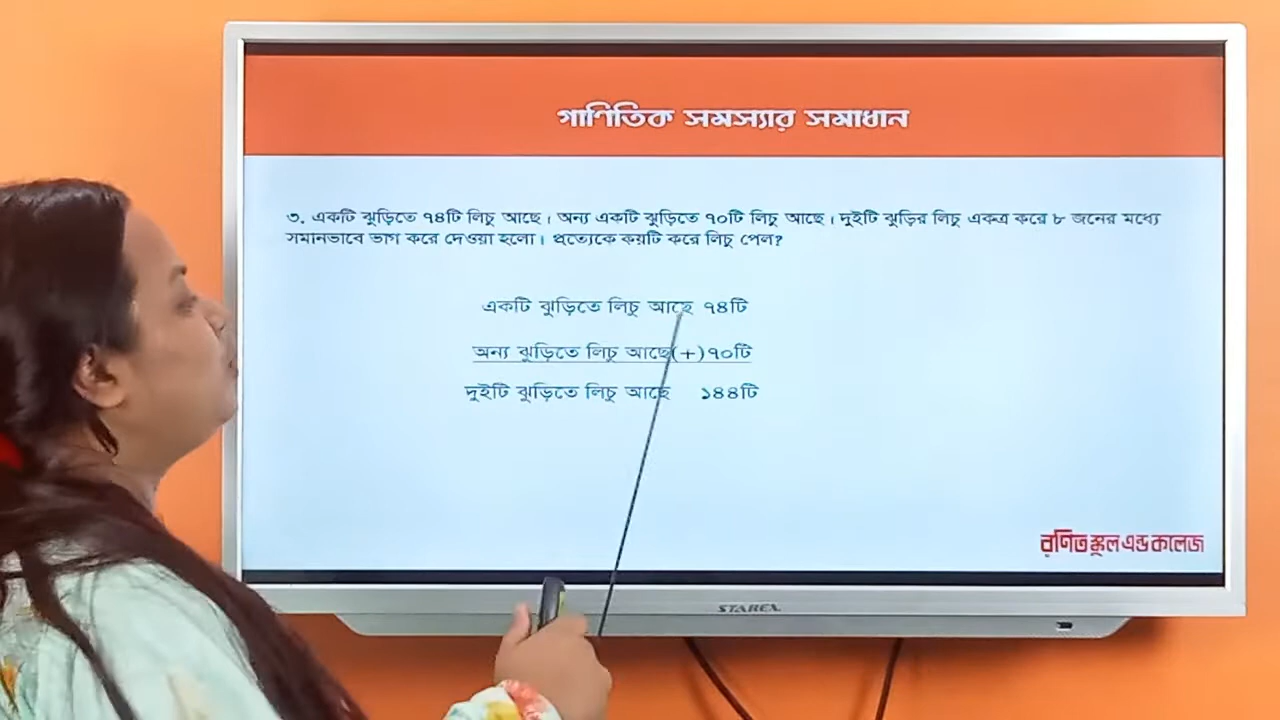 গাণিতিক সমস্যার সমাধান
৩. একটি ঝুড়িতে ৭৪টি লিচু আছে। অন্য একটি ঝুড়িতে ৭০টি লিচু আছে। দুইটি ঝুড়ির লিচু একত্র করে ৮ জনের মধ্যে
সমানভাবে ভাগ করে দেওয়া হলো। প্রত্যেকে কয়টি করে লিচু পেল?
একটি ঝুড়িতে লিচু আছে ৭৪টি
অন্য ঝুড়িতে লিচু আছে(+)৭০টি
দুইটি ঝুড়িতে লিচু আছে ১৪৪টি
বর্ণিত স্কুল এন্ড কলেজ
STAREX